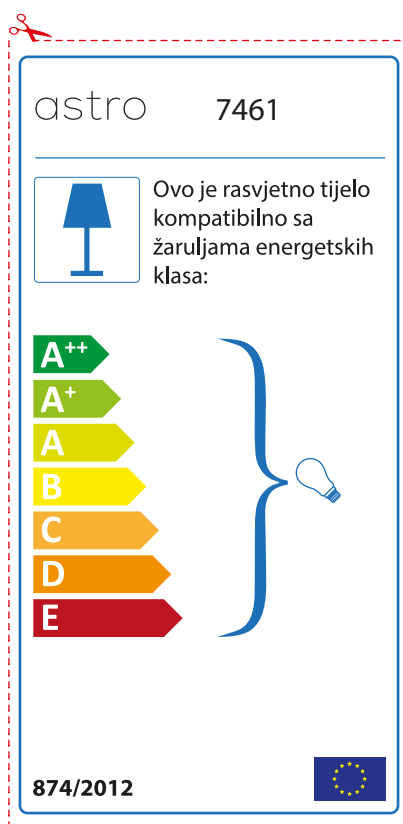 astro 7461
Ovo je rasvjetno tijelo
kompatibilno sa
žaruljama energetskih
klasa:
A++
A+
A
B
C
D
E
874/2012